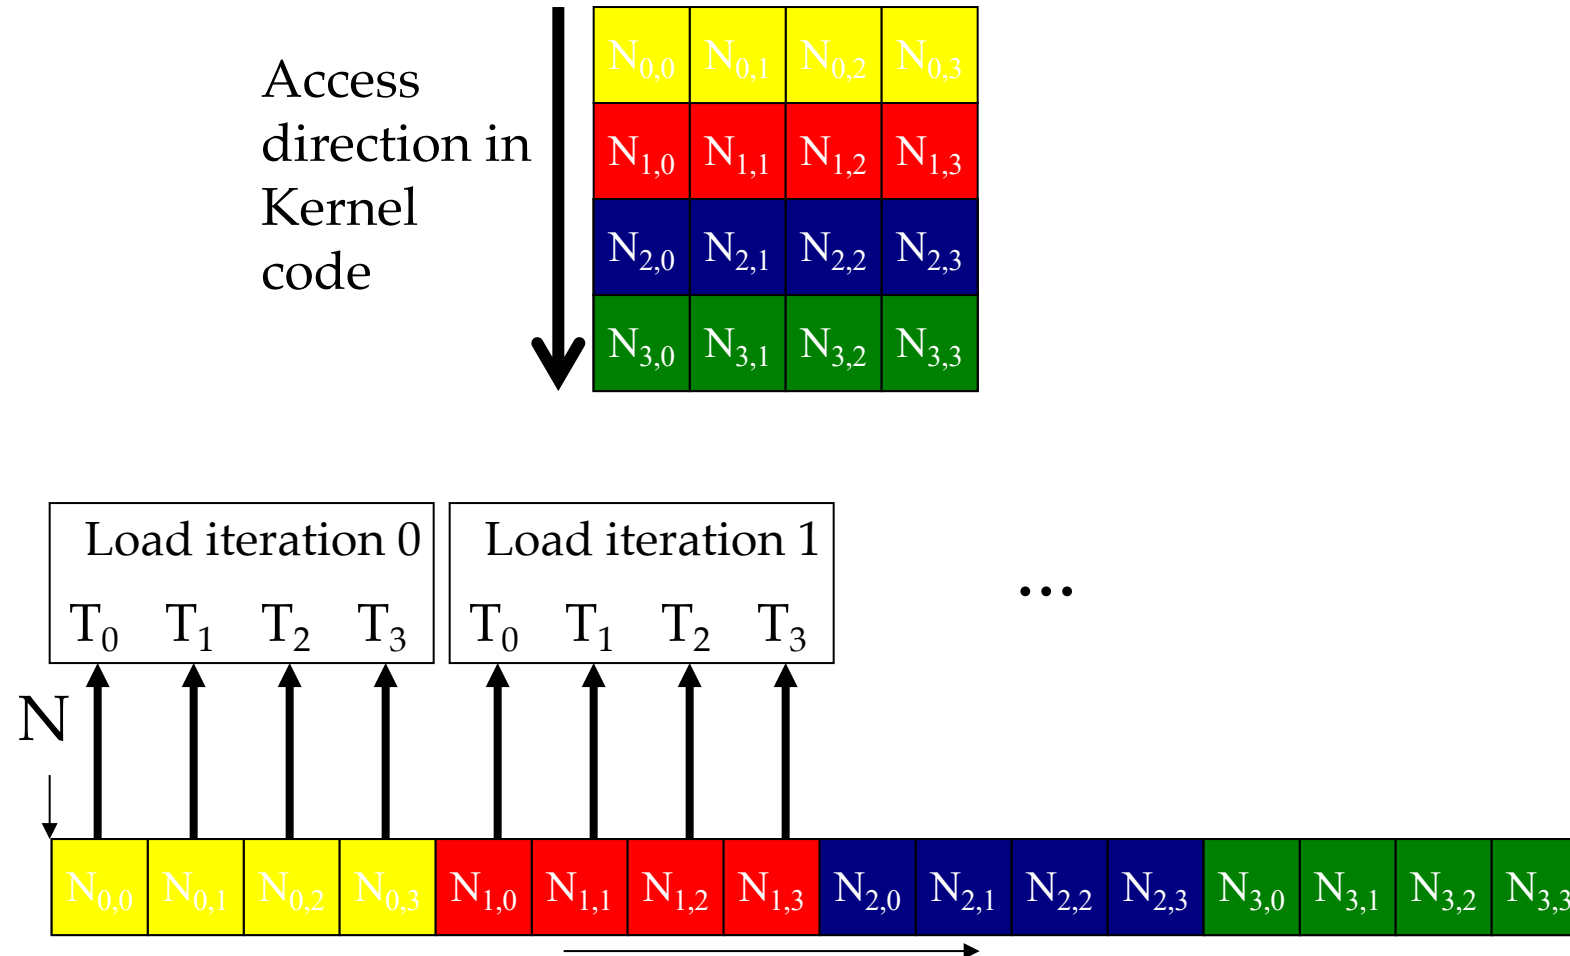 Access
direction in
Kernel
code
N0,0 N0,1 N0,2 N0,3
N1,0 N1,1 N1,2 N1,3
N2,0 N2,1 N2,2 N2,3
N3,0 N3,1 N3,2 N3,3
Load iteration 0
T0 T1 T2 T3
Load iteration 1
T0 T1 T2 T3
...
N
N0,0 N0,1 N0,2 N0,3 N1,0 N1,1 N1,2 N1,3 N2,0 N2,1 N2,2 N2,3 N3,0 N3,1 N3,2 N3,3